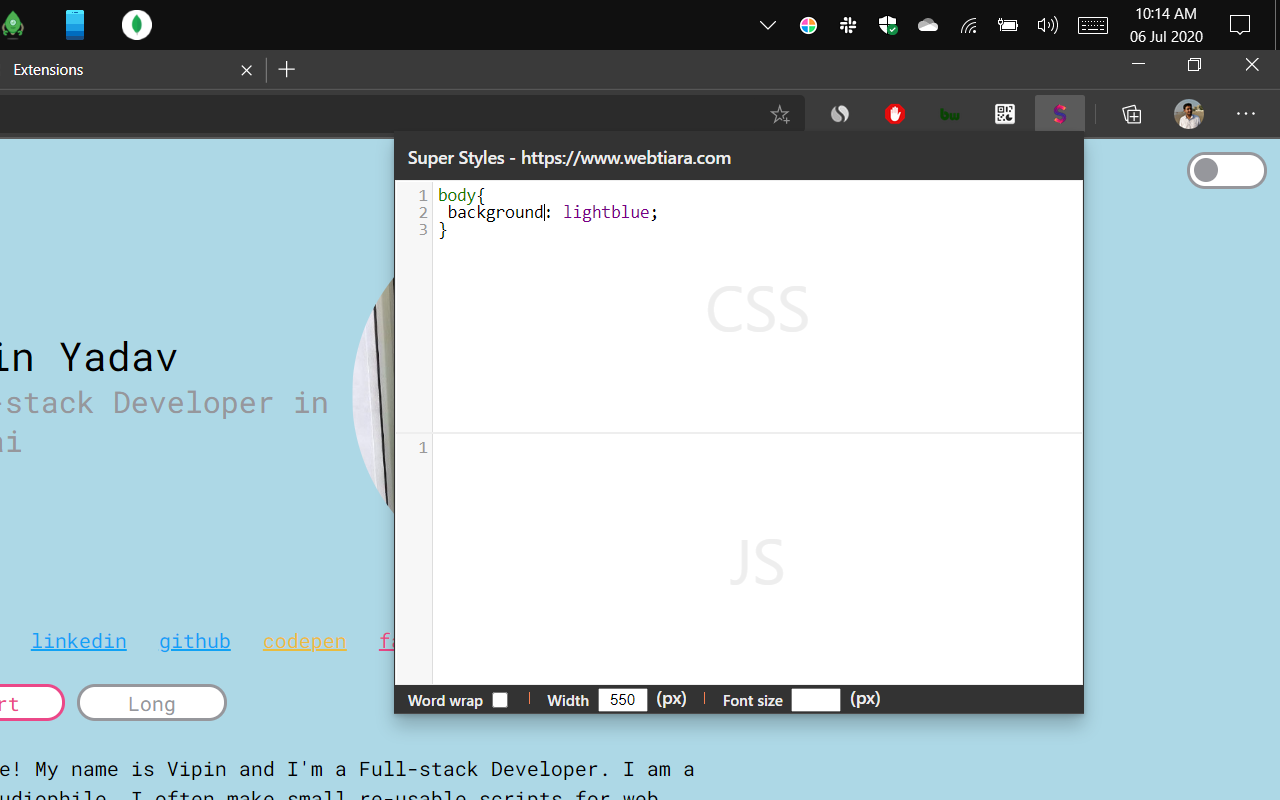 10:14 AM
06 Jul 2020
Extensions
Super Styles - https://www.webtiara.com
1 body{
2 background: lightblue;
3 }
CSS
1
JS
in Yadav
-stack Developer in
ai
linkedin github codepen fa
rt Long
Word wrap Width 550 (px) Font size (px)
e! My name is Vipin and I'm a Full-stack Developer. I am a
udiophile. I often make small re-usable scripts for web